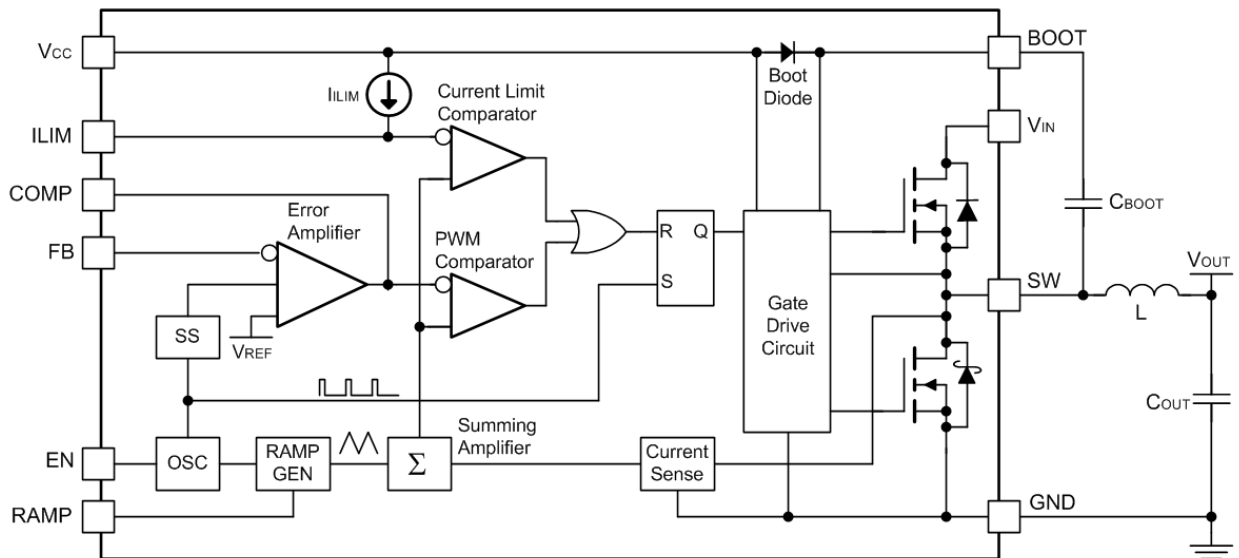 VCC
BOOT
IILIM
Current Limit
Comparator
Boot
Diode
ILIM
VIN
COMP
CBOOT
Error
Amplifier
PWM
Comparator
FB
R
Q
S
SW
VOUT
L
SS
VREF
Gate
Drive
Circuit
COUT
Summing
Amplifier
EN
OSC
RAMP
GEN
Σ
Current
Sense
RAMP
GND